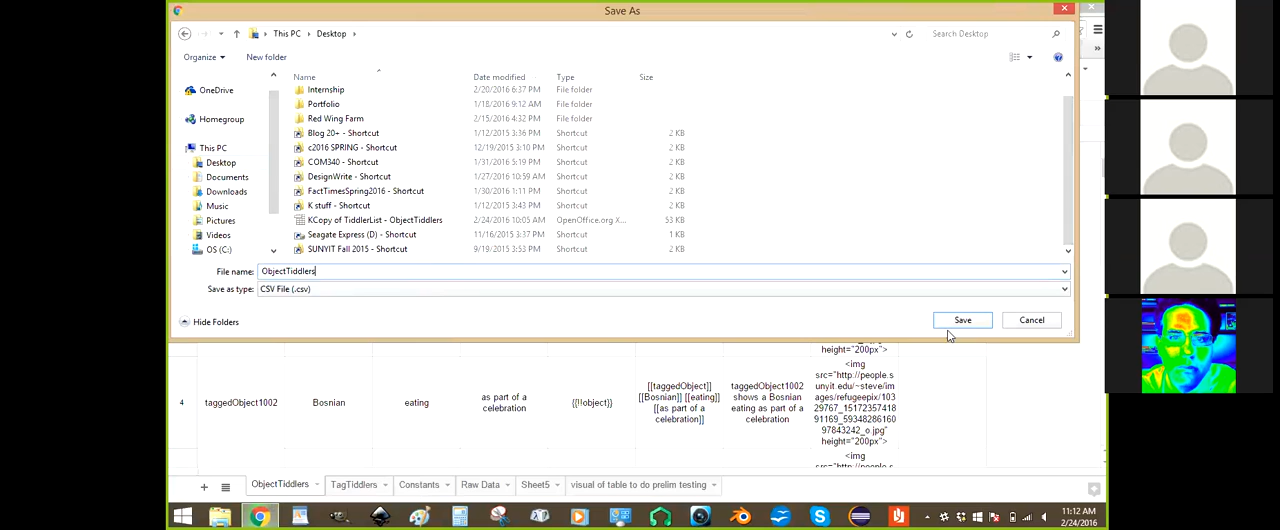 Save As
This PC
Desktop
Search Desktop
Organize
New folder
Name
Date modified
Type
Size
OneDrive
Homegroup
This PC
Desktop
Documents
Downloads
Music
Pictures
Videos
OS (C:)
Internship 2/20/2016 6:37 PM File folder
Portfolio 1/18/2016 9:12 AM File folder
Red Wing Farm 2/15/2016 4:32 PM File folder
Blog 20+ - Shortcut 1/12/2015 3:36 PM Shortcut 2 KB
c2016 SPRING - Shortcut 12/19/2015 3:10 PM Shortcut 2 KB
COM340 - Shortcut 1/31/2016 5:19 PM Shortcut 2 KB
DesignWrite - Shortcut 1/27/2016 10:59 AM Shortcut 2 KB
FactTimesSpring2016 - Shortcut 1/30/2016 1:11 PM Shortcut 2 KB
K stuff - Shortcut 1/12/2015 3:36 PM Shortcut 2 KB
KCopy of TiddlerList - ObjectTiddlers 2/24/2016 10:05 AM OpenOffice.org X... 53 KB
Seagate Express (D) - Shortcut 11/16/2015 3:37 PM Shortcut 1 KB
SUNYIT Fall 2015 - Shortcut 9/19/2015 3:53 PM Shortcut 2 KB
File name: ObjectTiddlers
Save as type: CSV File (.csv)
Hide Folders
Save
Cancel
height="200px">
4
taggedObject1002
Bosnian
eating
as part of a
celebration
{{!!object}}
[[taggedObject]]
[[Bosnian]] [[eating]]
[[as part of a
celebration]]
taggedObject1002
shows a Bosnian
eating as part of a
celebration
<img
src="http://people.s
unyit.edu/~steve/im
ages/refugeepix/103
29767_15172357418
91169_59348286160
97843242_o.jpg"
height="200px">
<img
src="http://people.s
ObjectTiddlers
TagTiddlers
Constants
Raw Data
Sheet5
visual of table to do prelim testing
11:12 AM
2/24/2016